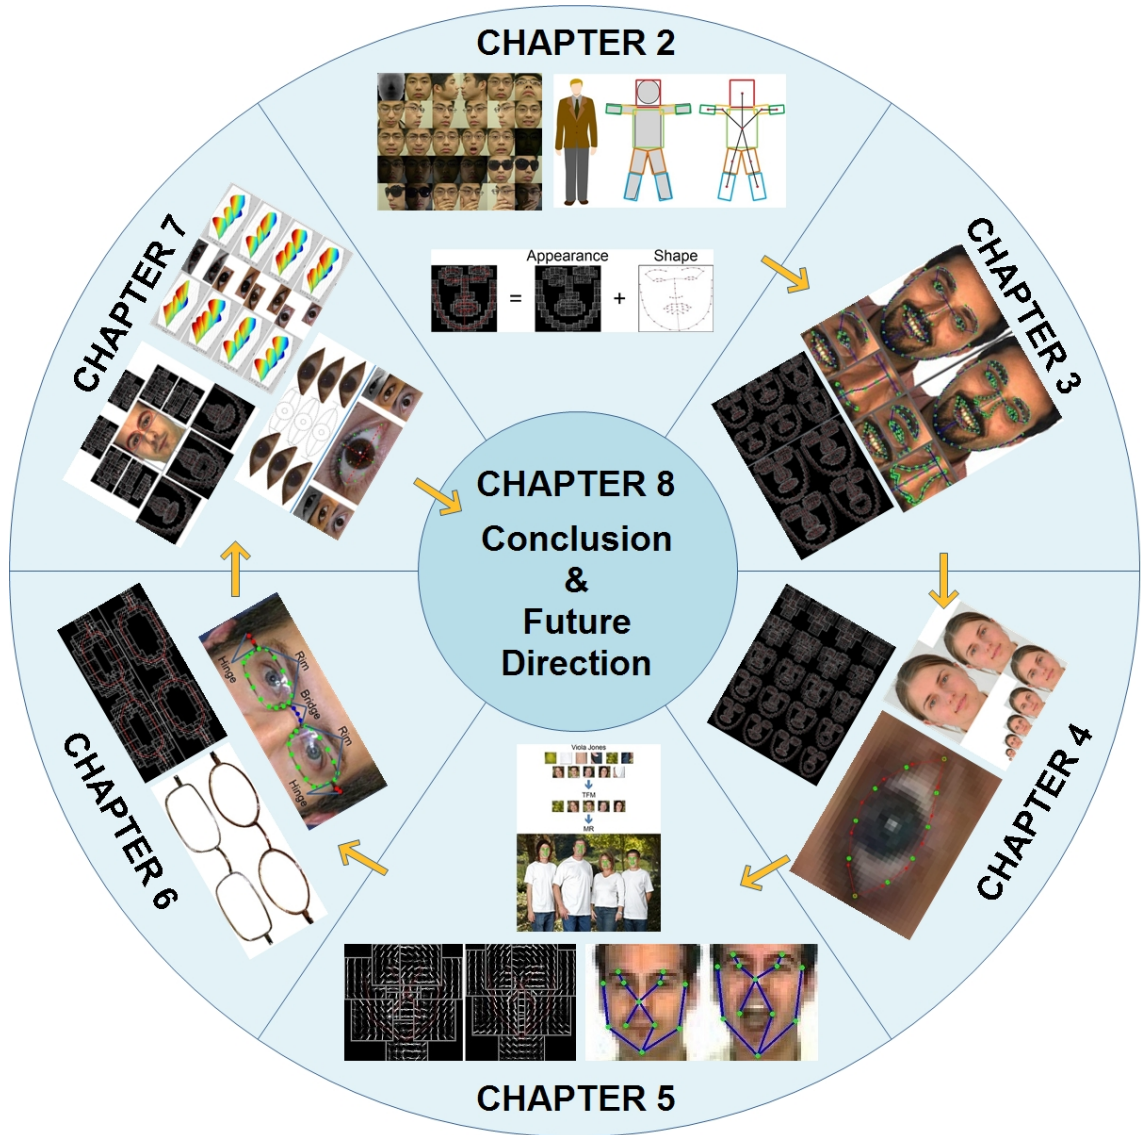 CHAPTER 2
Appearance
Shape
=
+
CHAPTER 3
CHAPTER 4
Viola Jones
TFM
MR
CHAPTER 5
CHAPTER 6
Hinge
Rim
Bridge
Rim
Hinge
CHAPTER 7
CHAPTER 8
Conclusion
&
Future
Direction